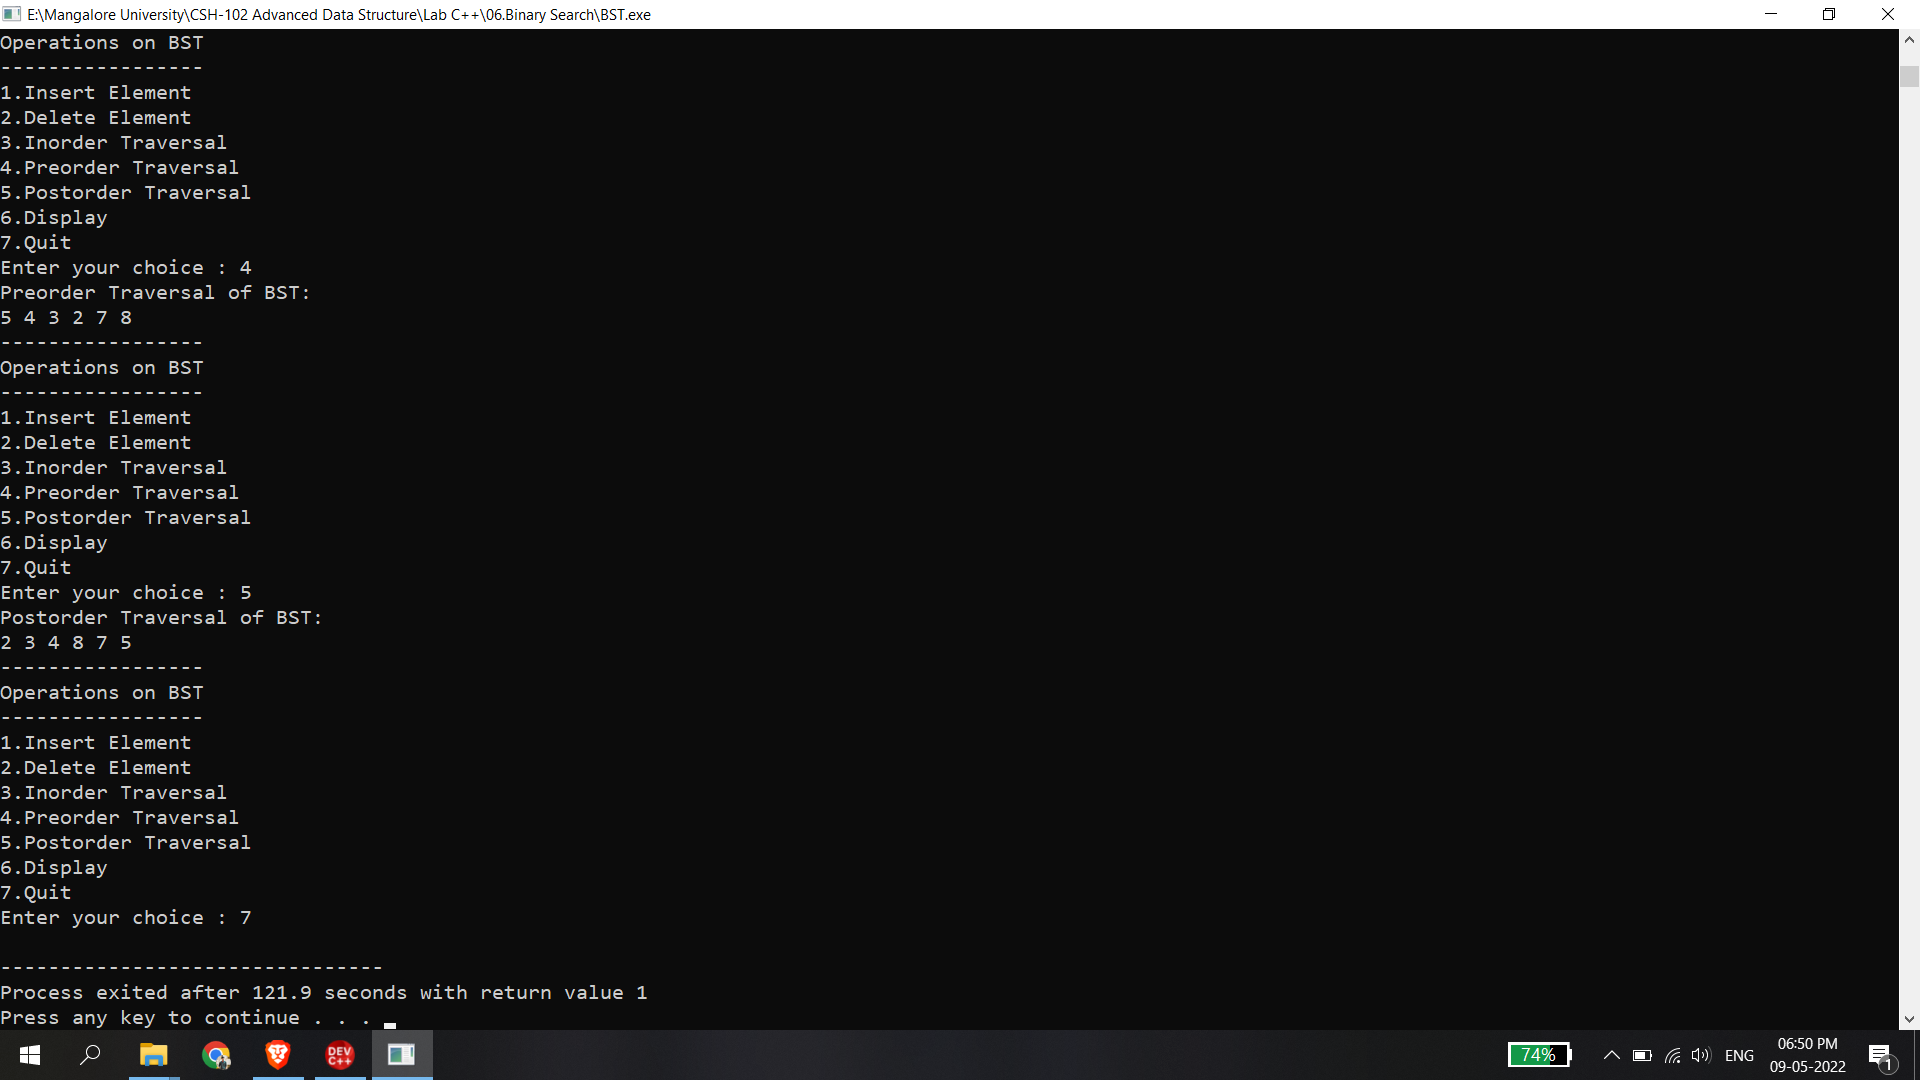 E:\Mangalore University\CSH-102 Advanced Data Structure\Lab C++\06.Binary Search\BST.exe
Operations on BST
-----------------
1.Insert Element
2.Delete Element
3.Inorder Traversal
4.Preorder Traversal
5.Postorder Traversal
6.Display
7.Quit
Enter your choice : 4
Preorder Traversal of BST:
5 4 3 2 7 8
-----------------
Operations on BST
-----------------
1.Insert Element
2.Delete Element
3.Inorder Traversal
4.Preorder Traversal
5.Postorder Traversal
6.Display
7.Quit
Enter your choice : 5
Postorder Traversal of BST:
2 3 4 8 7 5
-----------------
Operations on BST
-----------------
1.Insert Element
2.Delete Element
3.Inorder Traversal
4.Preorder Traversal
5.Postorder Traversal
6.Display
7.Quit
Enter your choice : 7
--------------------------------
Process exited after 121.9 seconds with return value 1
Press any key to continue . . .
DEV C++
74%
ENG
06:50 PM
09-05-2022
1